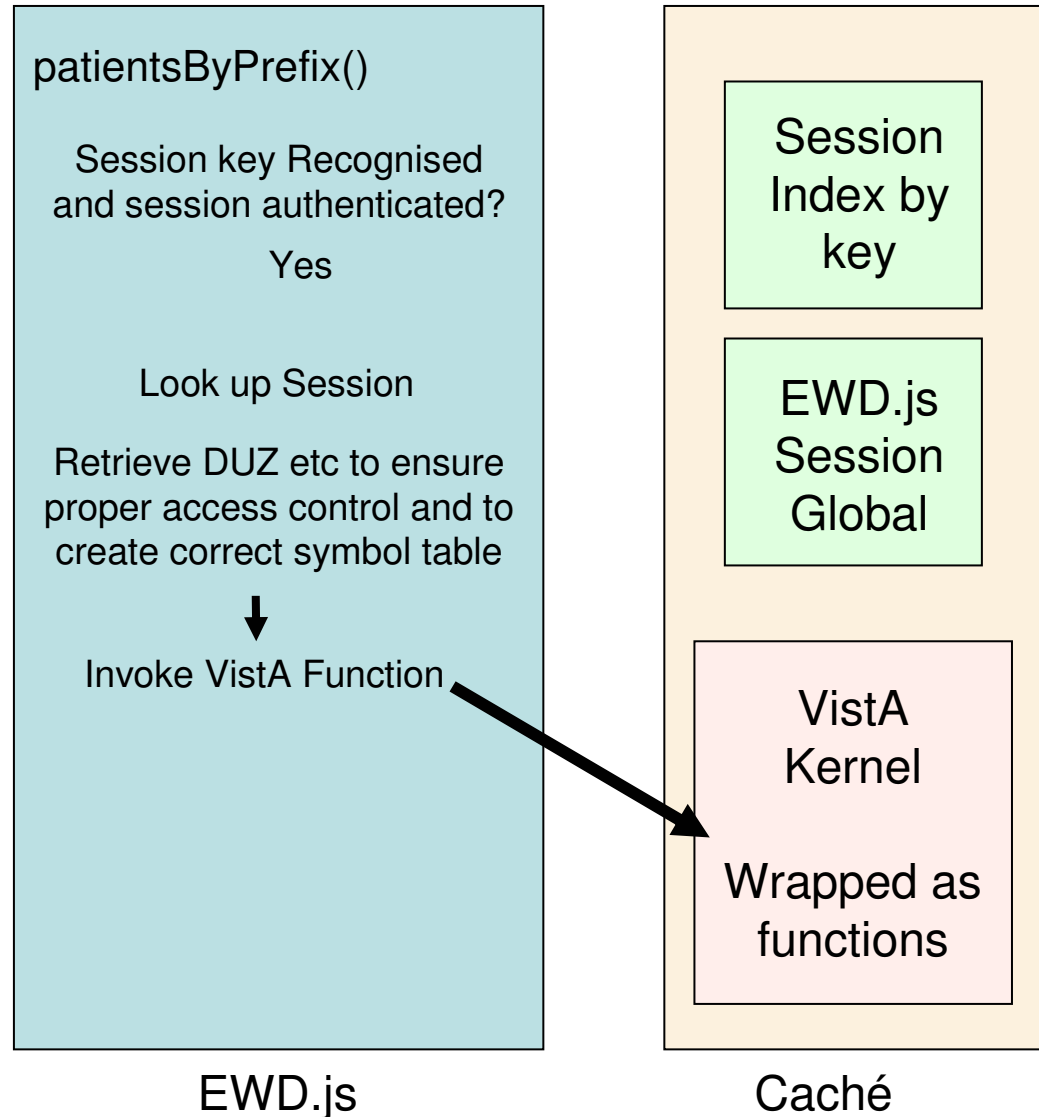 patientsByPrefix()
Session key Recognised
and session authenticated?
Yes
Look up Session
Retrieve DUZ etc to ensure
proper access control and to
create correct symbol table
Invoke VistA Function
EWD.js
Session
Index by
key
EWD.js
Session
Global
VistA
Kernel
Wrapped as
functions
Caché